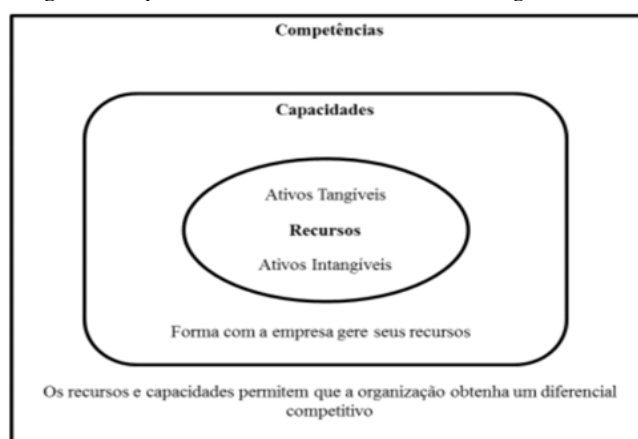 Competências
Capacidades
Ativos Tangíveis
Recursos
Ativos Intangíveis
Forma com a empresa gere seus recursos
Os recursos e capacidades permitem que a organização obtenha um diferencial
competitivo